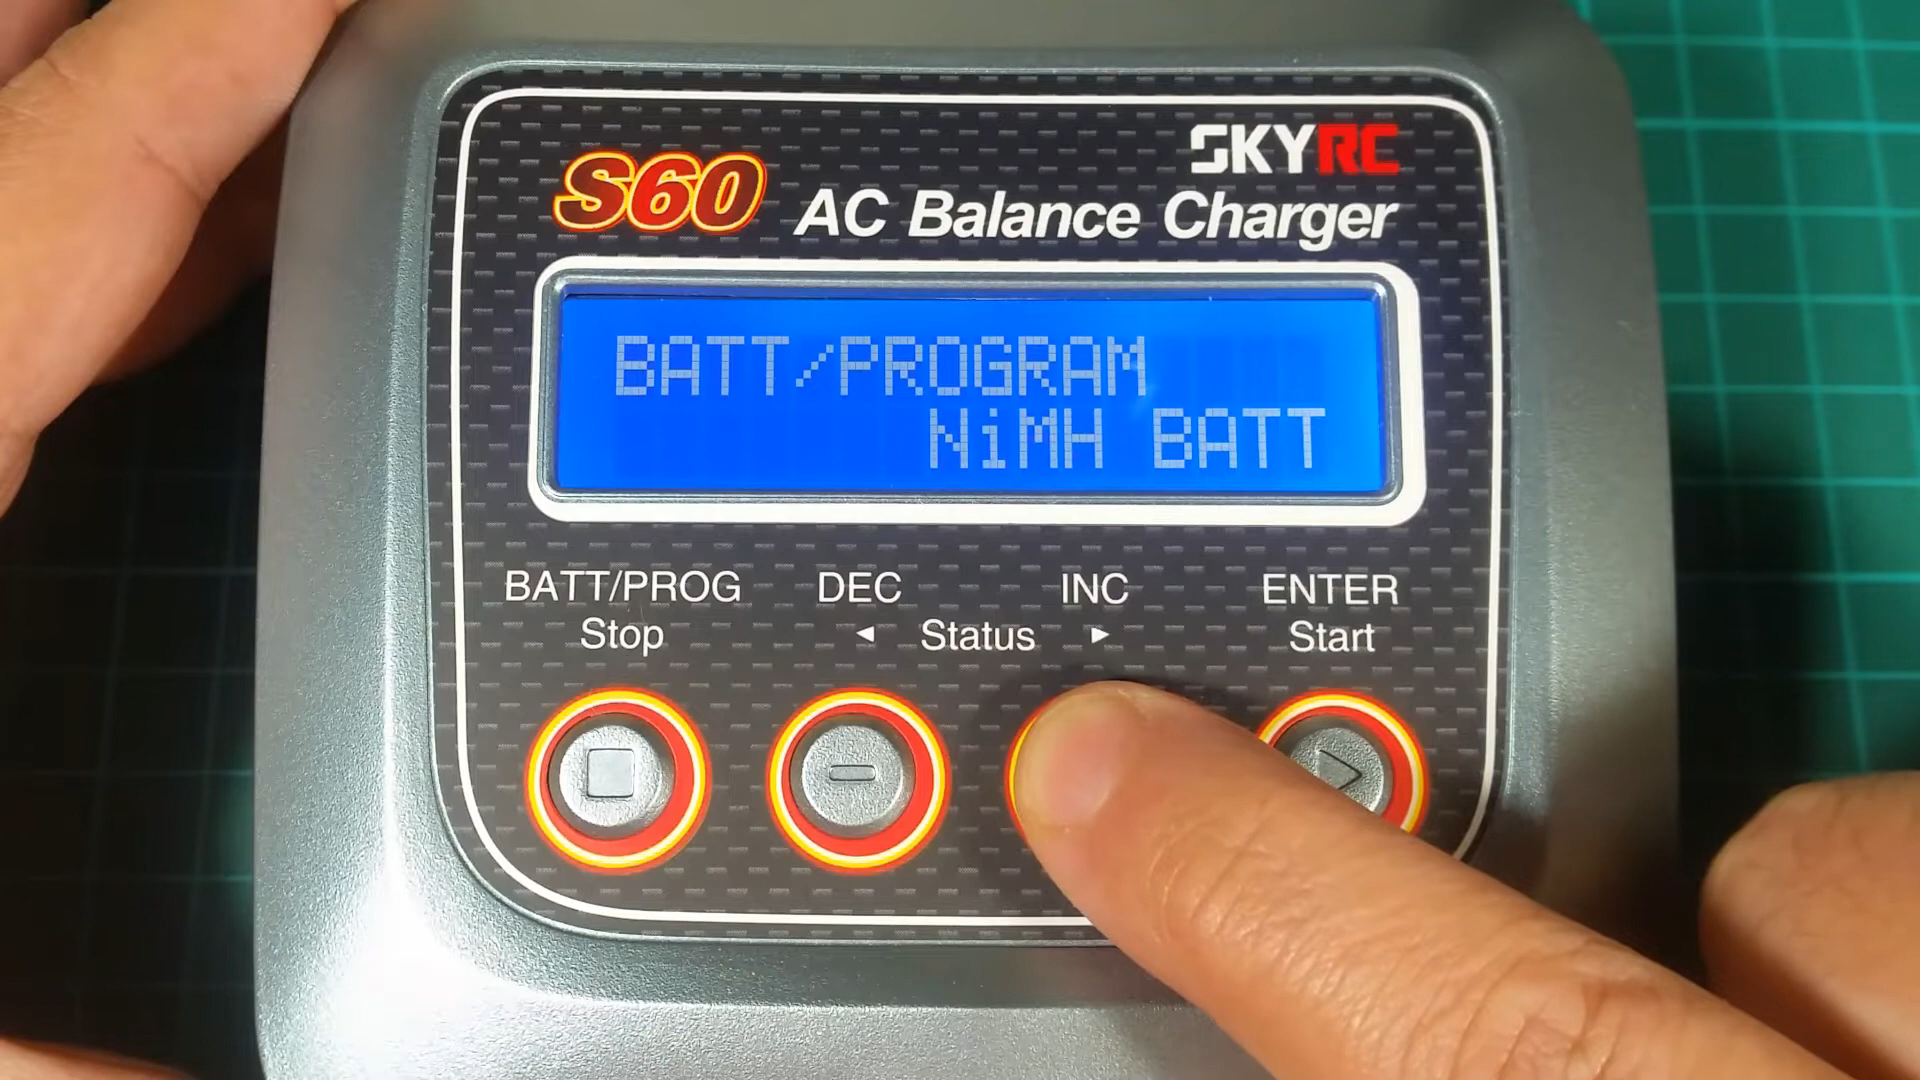 SKYRC
S60 AC Balance Charger
BATT/PROGRAM
NiMH BATT
BATT/PROG DEC INC ENTER
Stop ◄ Status ► Start